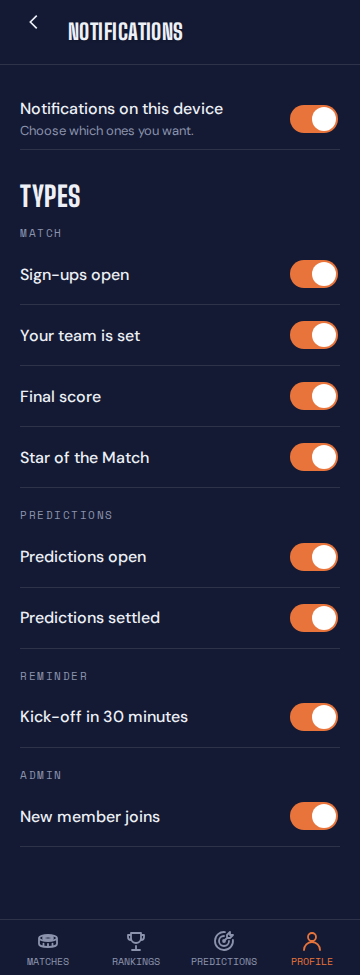 NOTIFICATIONS
Notifications on this device
Choose which ones you want.
TYPES
MATCH
Sign-ups open
Your team is set
Final score
Star of the Match
PREDICTIONS
Predictions open
Predictions settled
REMINDER
Kick-off in 30 minutes
ADMIN
New member joins
MATCHES RANKINGS PREDICTIONS PROFILE